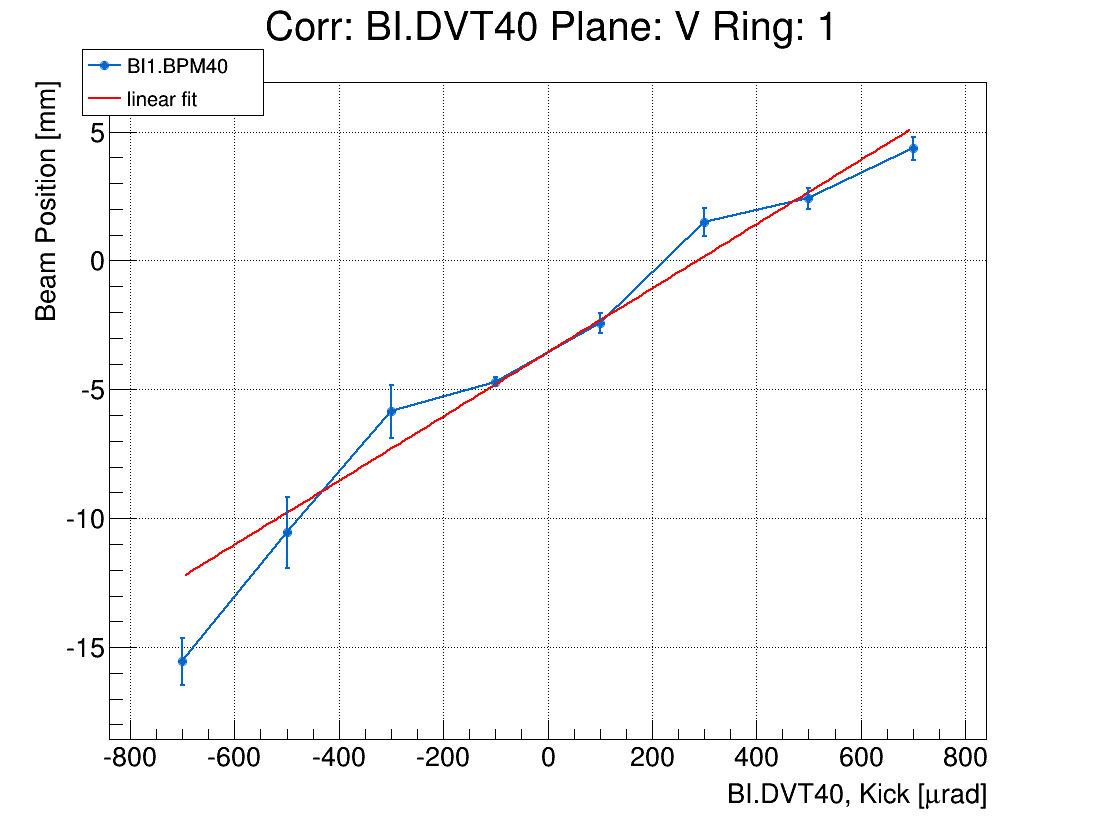 Corr: BI.DVT40 Plane: V Ring: 1
BI1.BPM40
linear fit
Beam Position [mm]
5
0
-5
-10
-15
-800 -600 -400 -200 0 200 400 600 800
BI.DVT40, Kick [μrad]